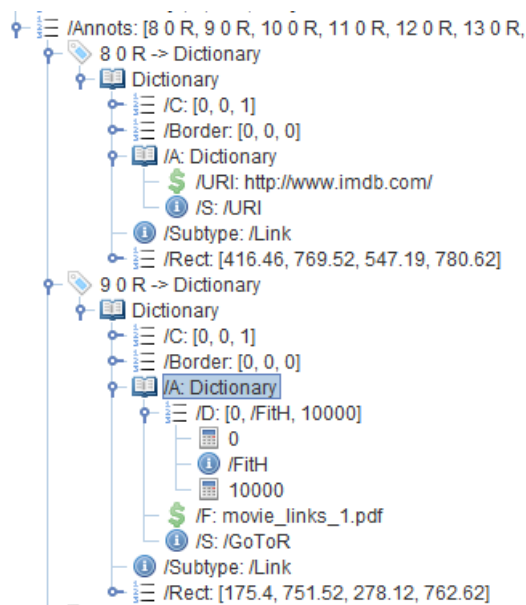 /Annots: [8 0 R, 9 0 R, 10 0 R, 11 0 R, 12 0 R, 13 0 R,
8 0 R -> Dictionary
Dictionary
/C: [0, 0, 1]
/Border: [0, 0, 0]
/A: Dictionary
/URI: http://www.imdb.com/
/S: /URI
/Subtype: /Link
/Rect: [416.46, 769.52, 547.19, 780.62]
9 0 R -> Dictionary
Dictionary
/C: [0, 0, 1]
/Border: [0, 0, 0]
/A: Dictionary
/D: [0, /FitH, 10000]
0
/FitH
10000
/F: movie_links_1.pdf
/S: /GoToR
/Subtype: /Link
/Rect: [175.4, 751.52, 278.12, 762.62]